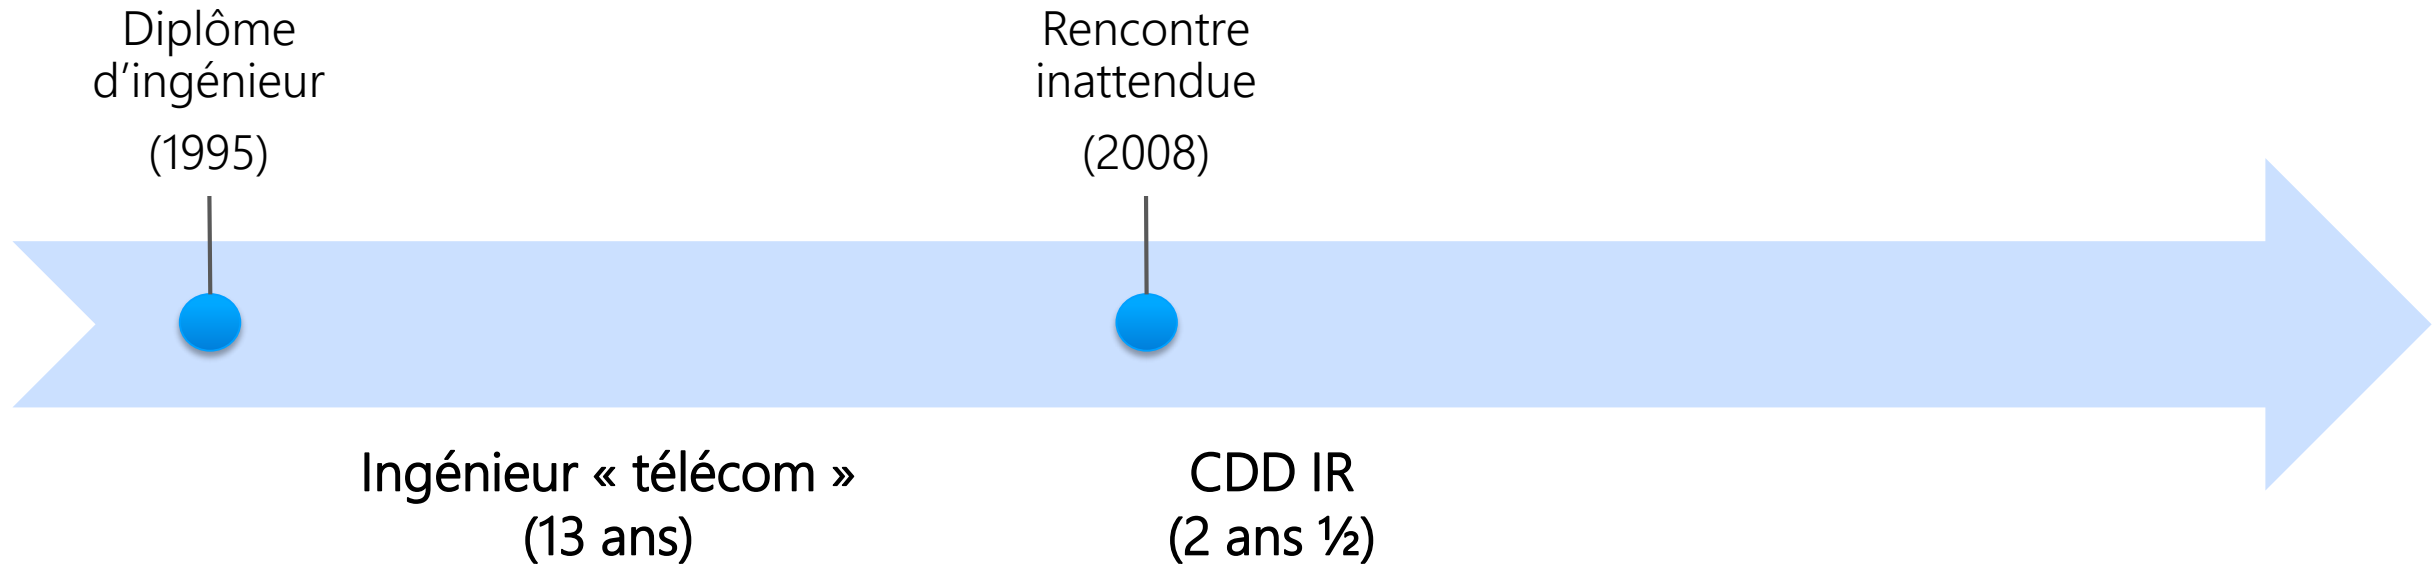 Diplôme
d’ingénieur
(1995)
Rencontre
inattendue
(2008)
Ingénieur « télécom »
(13 ans)
CDD IR
(2 ans ½)